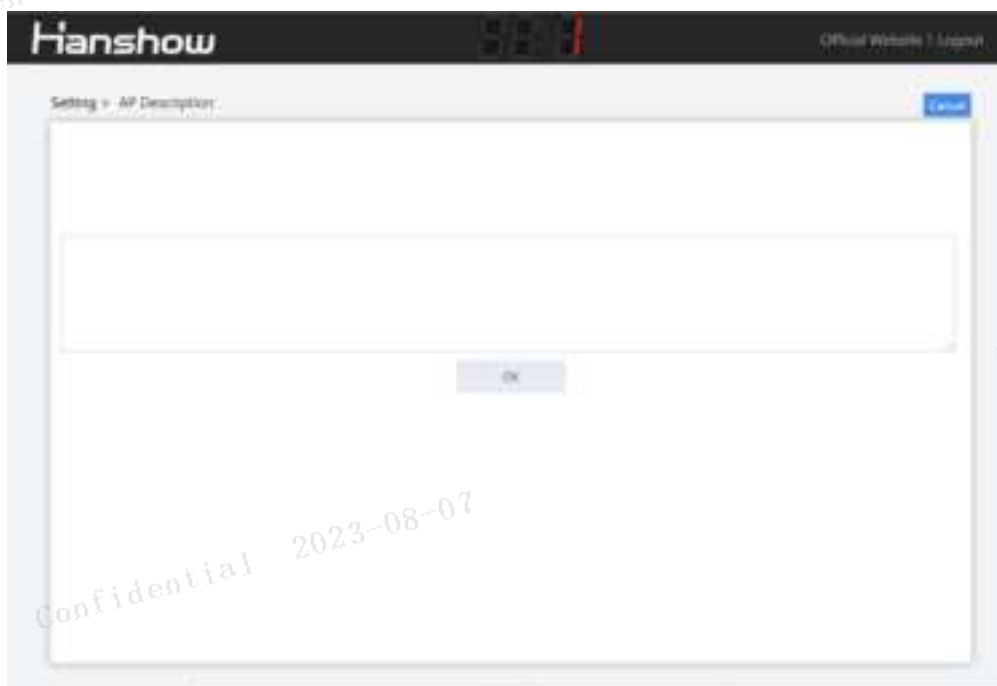 Hanshow
Official Website | Logout
Setting > AP Description
Cancel
OK
Confidential 2023-08-07